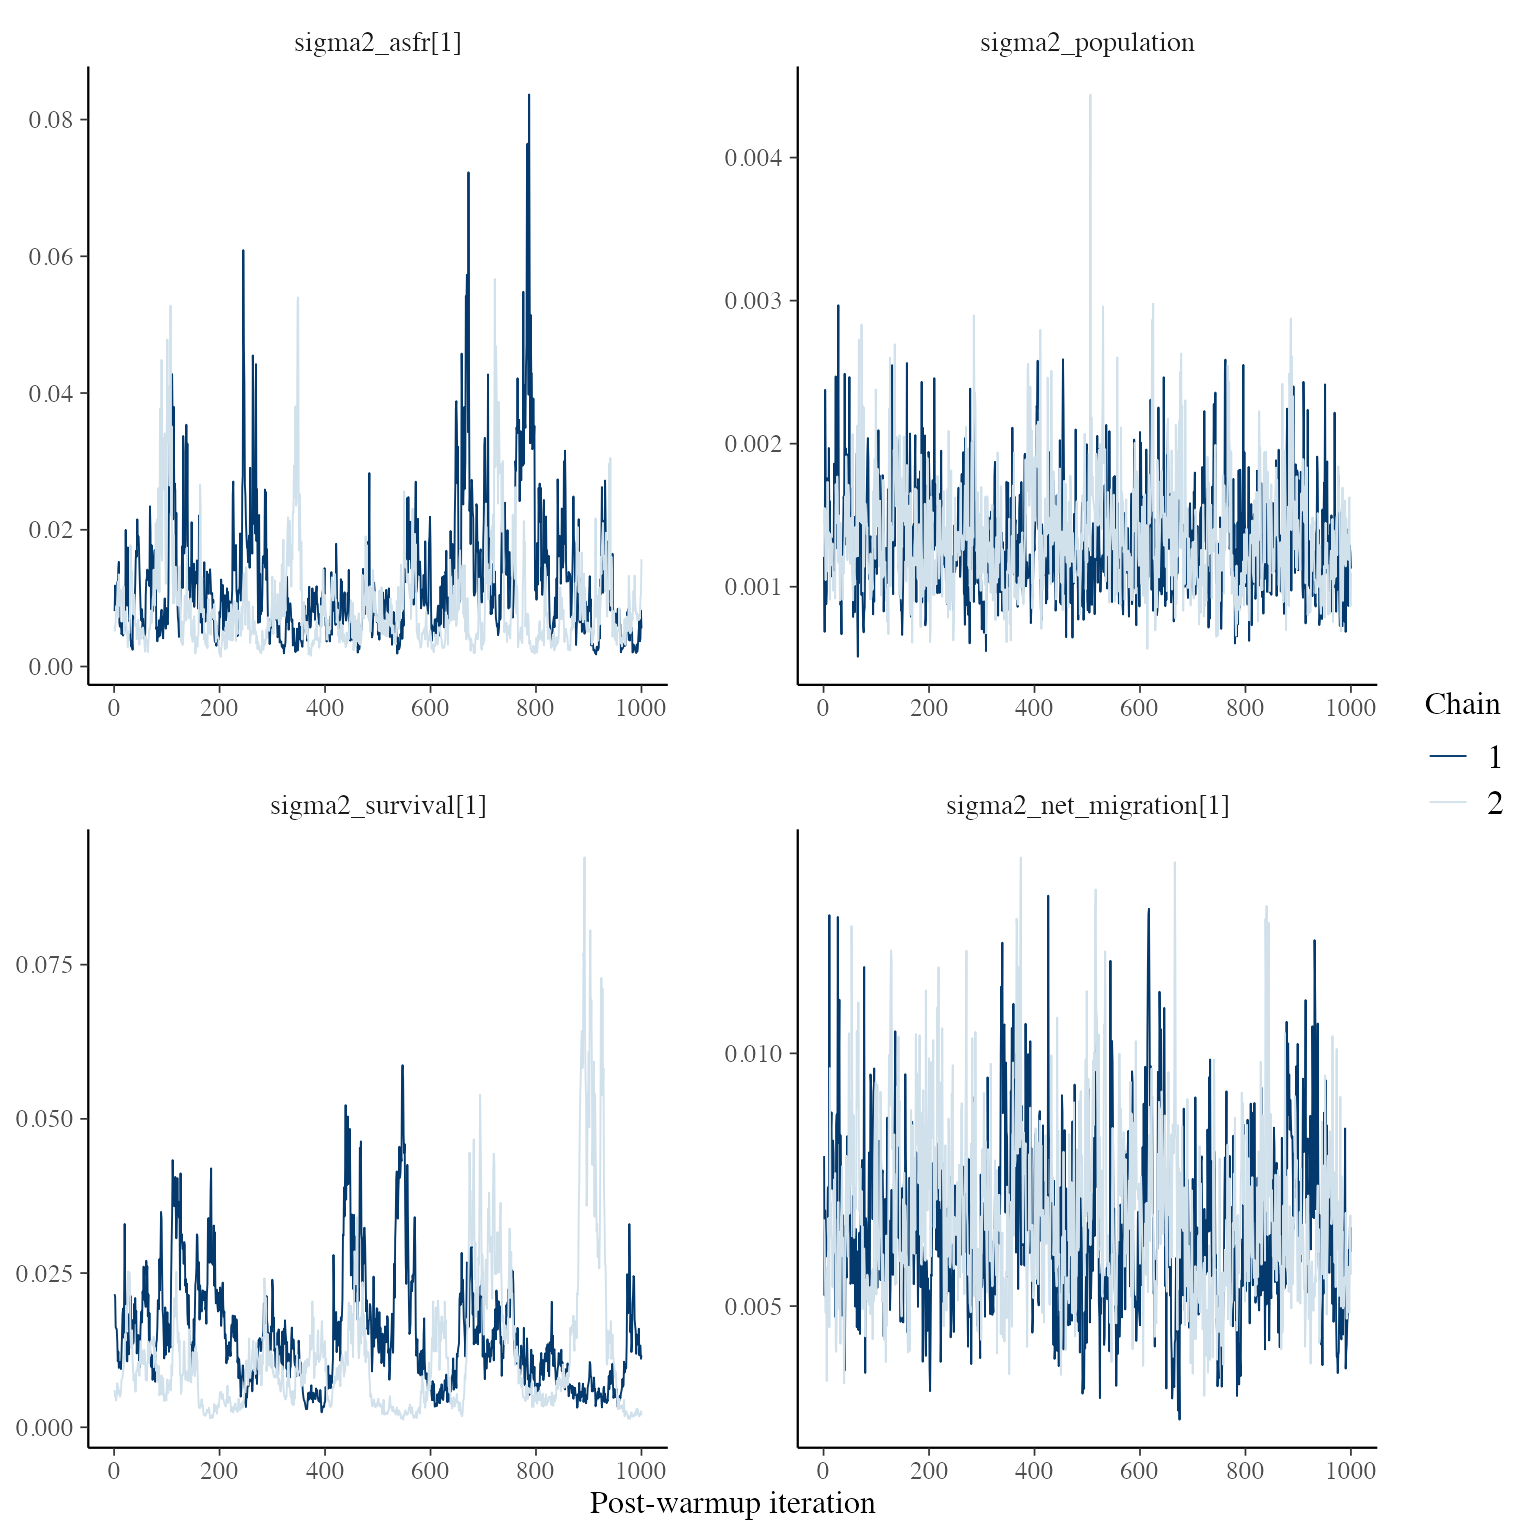 sigma2_asfr[1]
0.08
0.06
0.04
0.02
0.00
0 200 400 600 800 1000
sigma2_population
0.004
0.003
0.002
0.001
0 200 400 600 800 1000
sigma2_survival[1]
0.075
0.050
0.025
0.000
0 200 400 600 800 1000
sigma2_net_migration[1]
0.010
0.005
0 200 400 600 800 1000
Post-warmup iteration
Chain
1
2